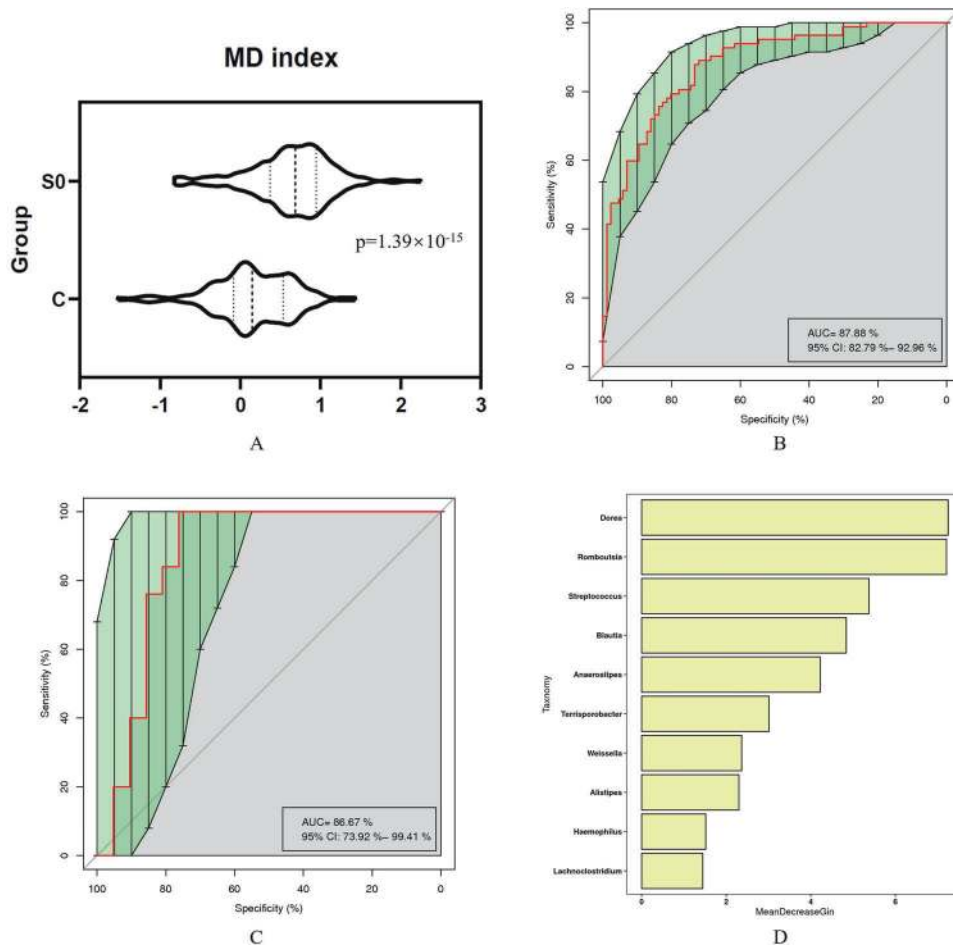 MD index
Group
S0
C
p=1.39×10⁻¹⁵
-2 -1 0 1 2 3
A
Sensitivity (%)
100
80
60
40
20
0
AUC= 87.88 %
95% CI: 82.79 %– 92.96 %
100 80 60 40 20 0
Specificity (%)
B
Sensitivity (%)
100
80
60
40
20
0
AUC= 86.67 %
95% CI: 73.92 %– 99.41 %
100 80 60 40 20 0
Specificity (%)
C
Taxnomy
Dorea
Romboutsia
Streptococcus
Blautia
Anaerostipes
Terrisporobacter
Weissella
Alistipes
Haemophilus
Lachnoclostridium
0 2 4 6
MeanDecreaseGin
D